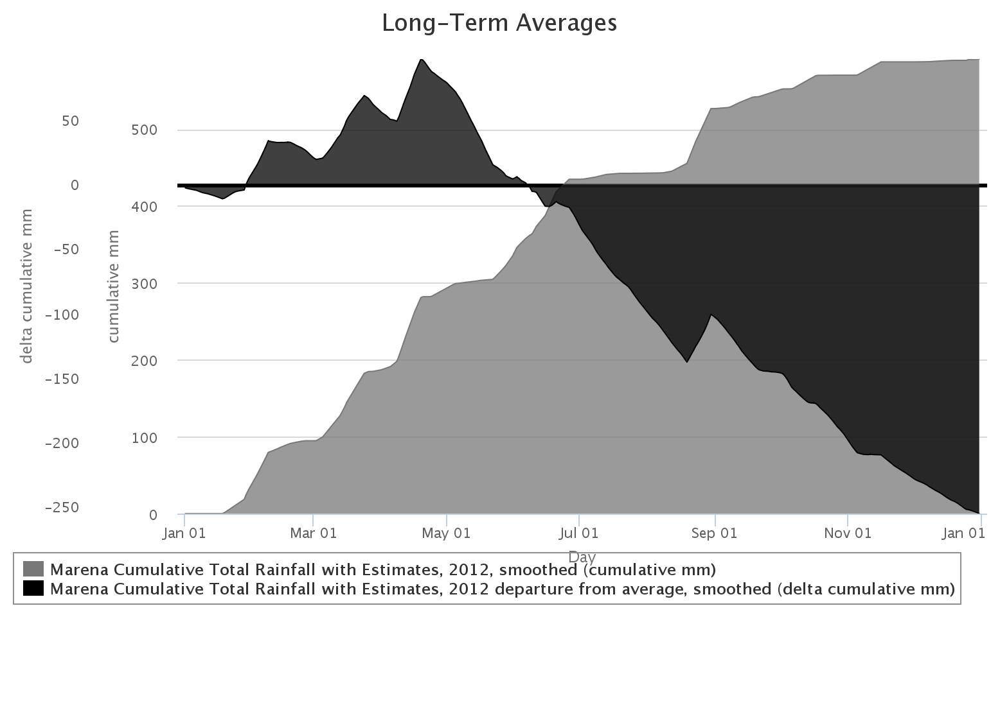 Long-Term Averages
delta cumulative mm
50
0
-50
-100
-150
-200
-250
cumulative mm
500
400
300
200
100
0
Jan 01 Mar 01 May 01 Jul 01 Sep 01 Nov 01 Jan 01
Day
Marena Cumulative Total Rainfall with Estimates, 2012, smoothed (cumulative mm)
Marena Cumulative Total Rainfall with Estimates, 2012 departure from average, smoothed (delta cumulative mm)